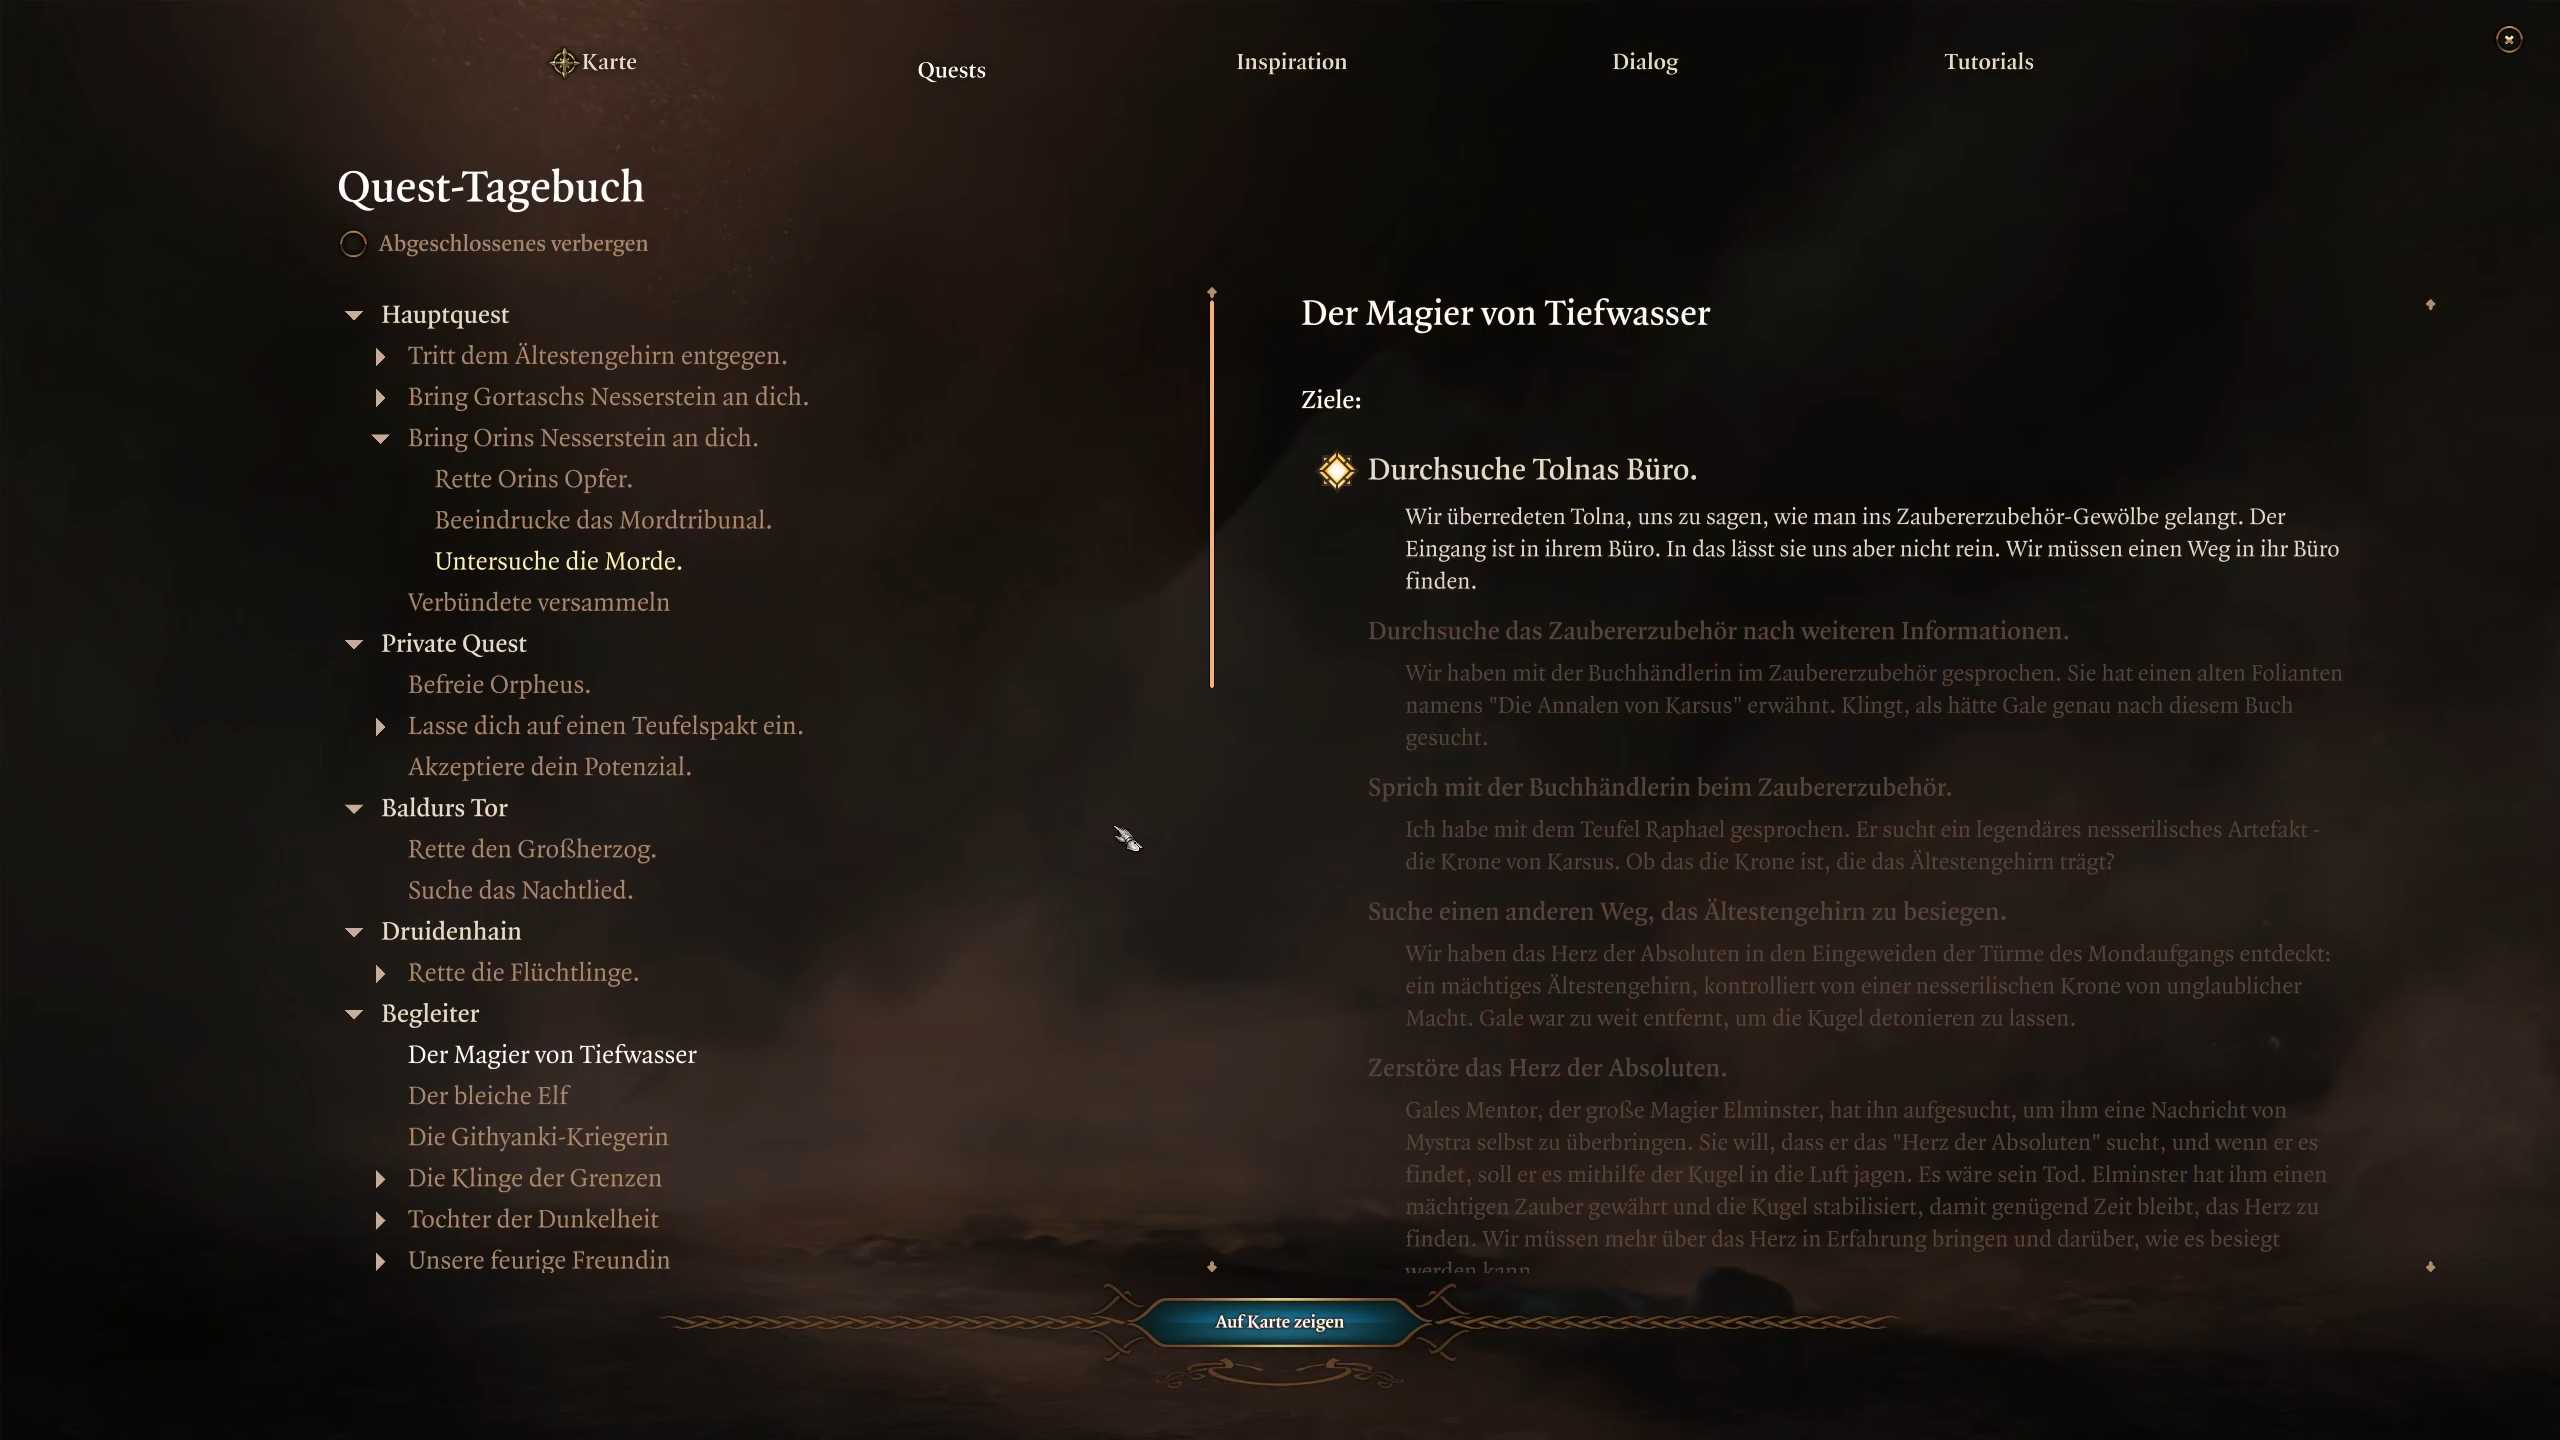 Karte
Quests
Inspiration
Dialog
Tutorials
Quest-Tagebuch
Abgeschlossenes verbergen
Hauptquest
Tritt dem Ältestengehirn entgegen.
Bring Gortaschs Nesserstein an dich.
Bring Orins Nesserstein an dich.
Rette Orins Opfer.
Beeindrucke das Mordtribunal.
Untersuche die Morde.
Verbündete versammeln
Private Quest
Befreie Orpheus.
Lasse dich auf einen Teufelspakt ein.
Akzeptiere dein Potenzial.
Baldurs Tor
Rette den Großherzog.
Suche das Nachtlied.
Druidenhain
Rette die Flüchtlinge.
Begleiter
Der Magier von Tiefwasser
Der bleiche Elf
Die Githyanki-Kriegerin
Die Klinge der Grenzen
Tochter der Dunkelheit
Unsere feurige Freundin
Der Magier von Tiefwasser
Ziele:
Durchsuche Tolnas Büro.
Wir überredeten Tolna, uns zu sagen, wie man ins Zaubererzubehör-Gewölbe gelangt. Der
Eingang ist in ihrem Büro. In das lässt sie uns aber nicht rein. Wir müssen einen Weg in ihr Büro
finden.
Durchsuche das Zaubererzubehör nach weiteren Informationen.
Wir haben mit der Buchhändlerin im Zaubererzubehör gesprochen. Sie hat einen alten Folianten
namens "Die Annalen von Karsus" erwähnt. Klingt, als hätte Gale genau nach diesem Buch
gesucht.
Sprich mit der Buchhändlerin beim Zaubererzubehör.
Ich habe mit dem Teufel Raphael gesprochen. Er sucht ein legendäres nesserilisches Artefakt -
die Krone von Karsus. Ob das die Krone ist, die das Ältestengehirn trägt?
Suche einen anderen Weg, das Ältestengehirn zu besiegen.
Wir haben das Herz der Absoluten in den Eingeweiden der Türme des Mondaufgangs entdeckt:
ein mächtiges Ältestengehirn, kontrolliert von einer nesserilischen Krone von unglaublicher
Macht. Gale war zu weit entfernt, um die Kugel detonieren zu lassen.
Zerstöre das Herz der Absoluten.
Gales Mentor, der große Magier Elminster, hat ihn aufgesucht, um ihm eine Nachricht von
Mystra selbst zu überbringen. Sie will, dass er das "Herz der Absoluten" sucht, und wenn er es
findet, soll er es mithilfe der Kugel in die Luft jagen. Es wäre sein Tod. Elminster hat ihm einen
mächtigen Zauber gewährt und die Kugel stabilisiert, damit genügend Zeit bleibt, das Herz zu
finden. Wir müssen mehr über das Herz in Erfahrung bringen und darüber, wie es besiegt
werden kann
Auf Karte zeigen